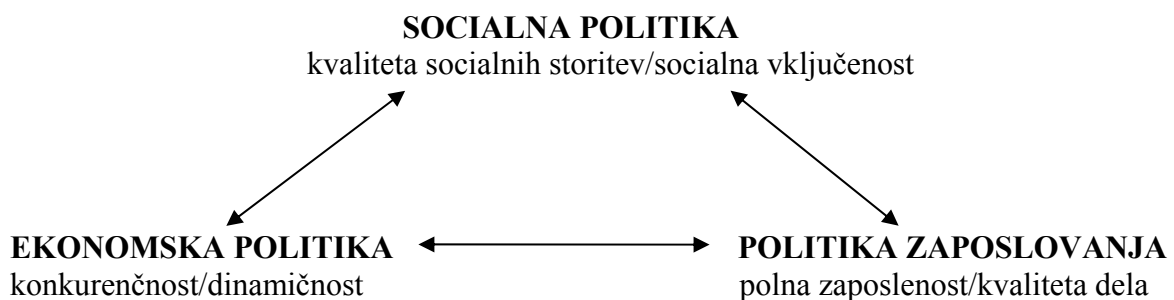 SOCIALNA POLITIKA
kvaliteta socialnih storitev/socialna vključenost
EKONOMSKA POLITIKA
konkurenčnost/dinamičnost
POLITIKA ZAPOSLOVANJA
polna zaposlenost/kvaliteta dela